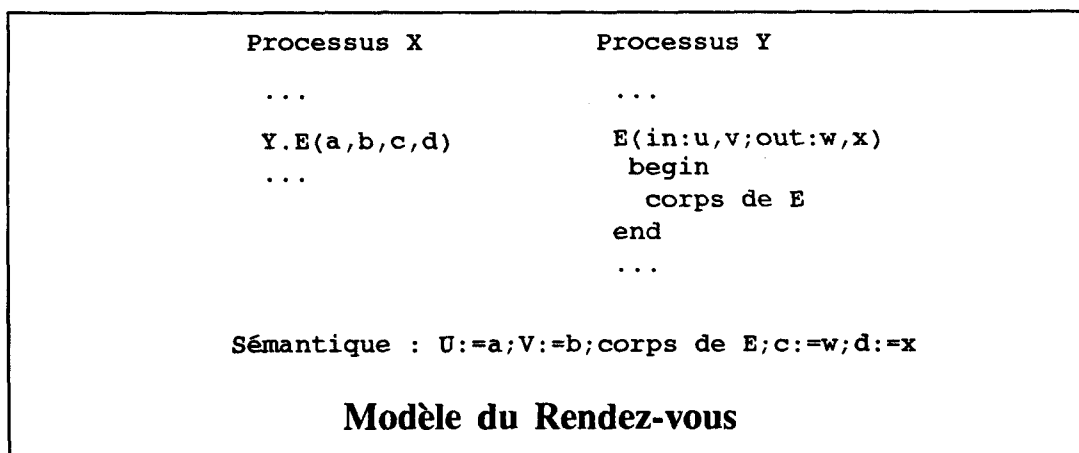 Processus X Processus Y
... ...
Y.E(a,b,c,d) E(in:u,v;out:w,x)
... begin
corps de E
end
...
Sémantique : U:=a;V:=b;corps de E;c:=w;d:=x
Modèle du Rendez-vous